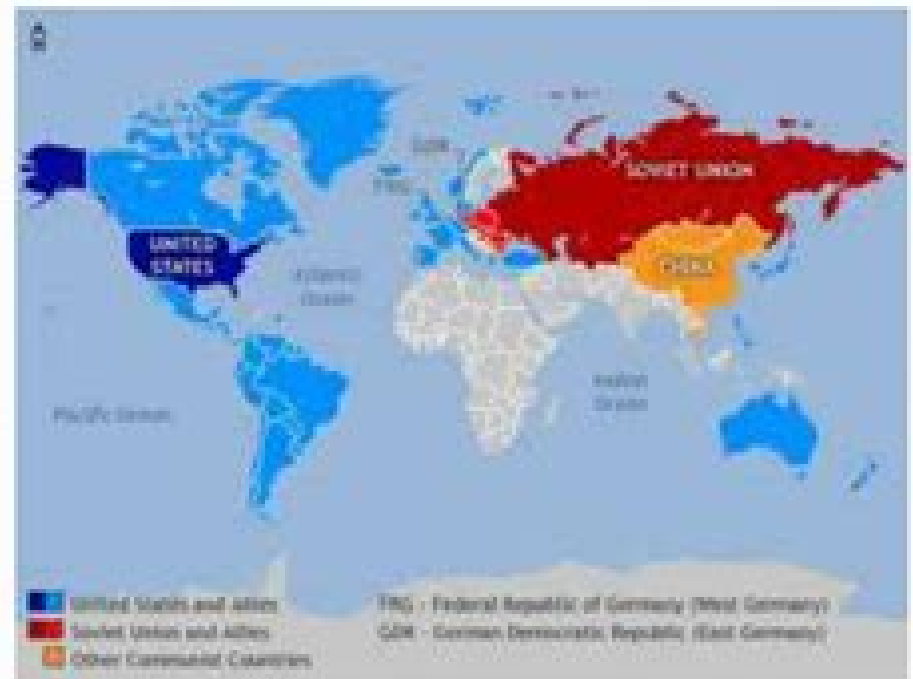 GDR
FRG
SOVIET UNION
UNITED
STATES
CHINA
Atlantic
Ocean
Indian
Ocean
Pacific Ocean
United States and allies
Soviet Union and Allies
Other Communist Countries
FRG - Federal Republic of Germany (West Germany)
GDR - German Democratic Republic (East Germany)